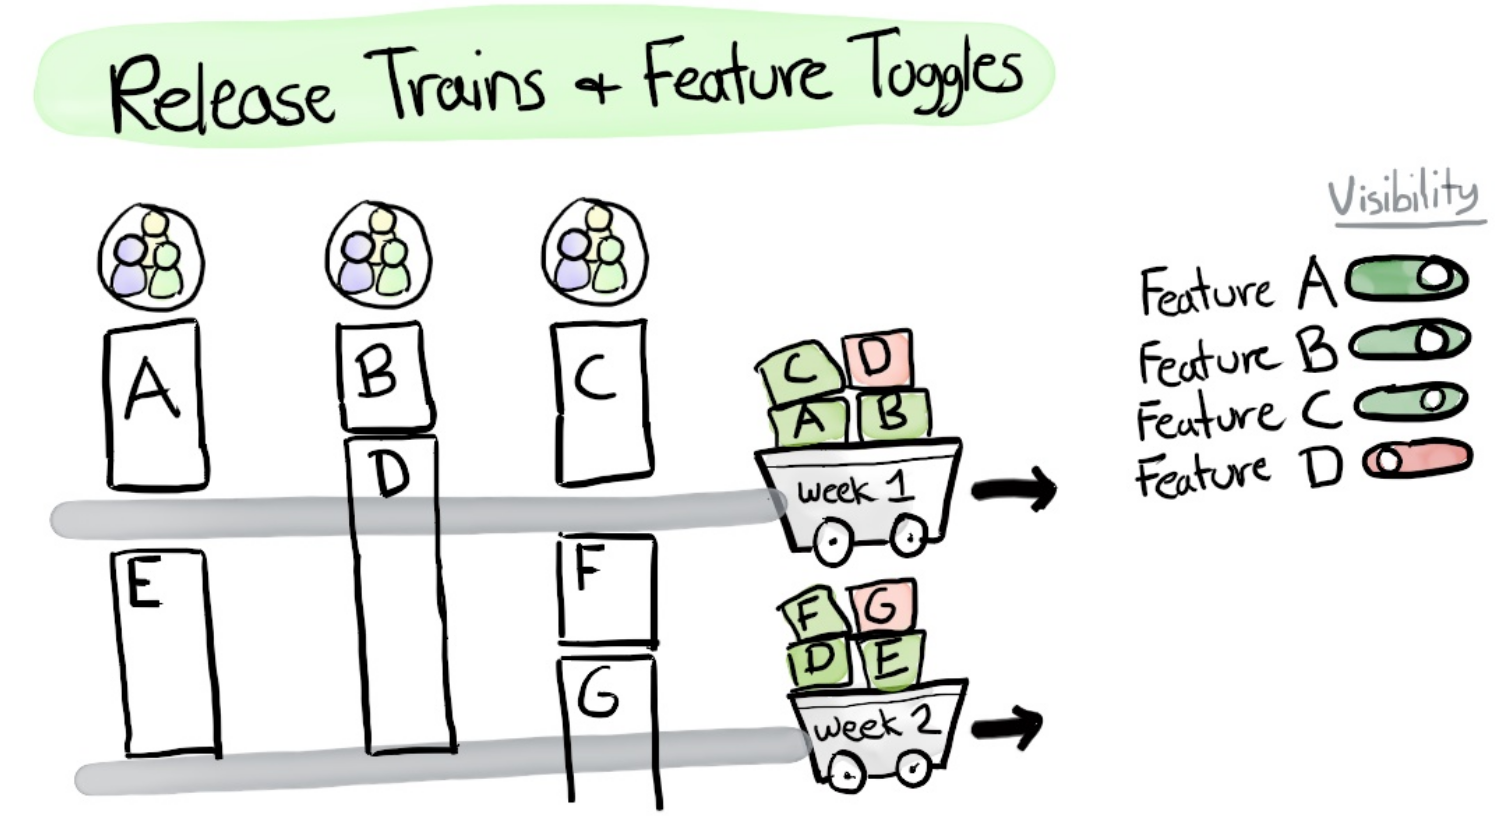 Release Trains + Feature Toggles
Visibility
Feature A
Feature B
Feature C
Feature D
A
B
C
D
C
D
A
B
week 1
E
F
G
F
G
D
E
week 2